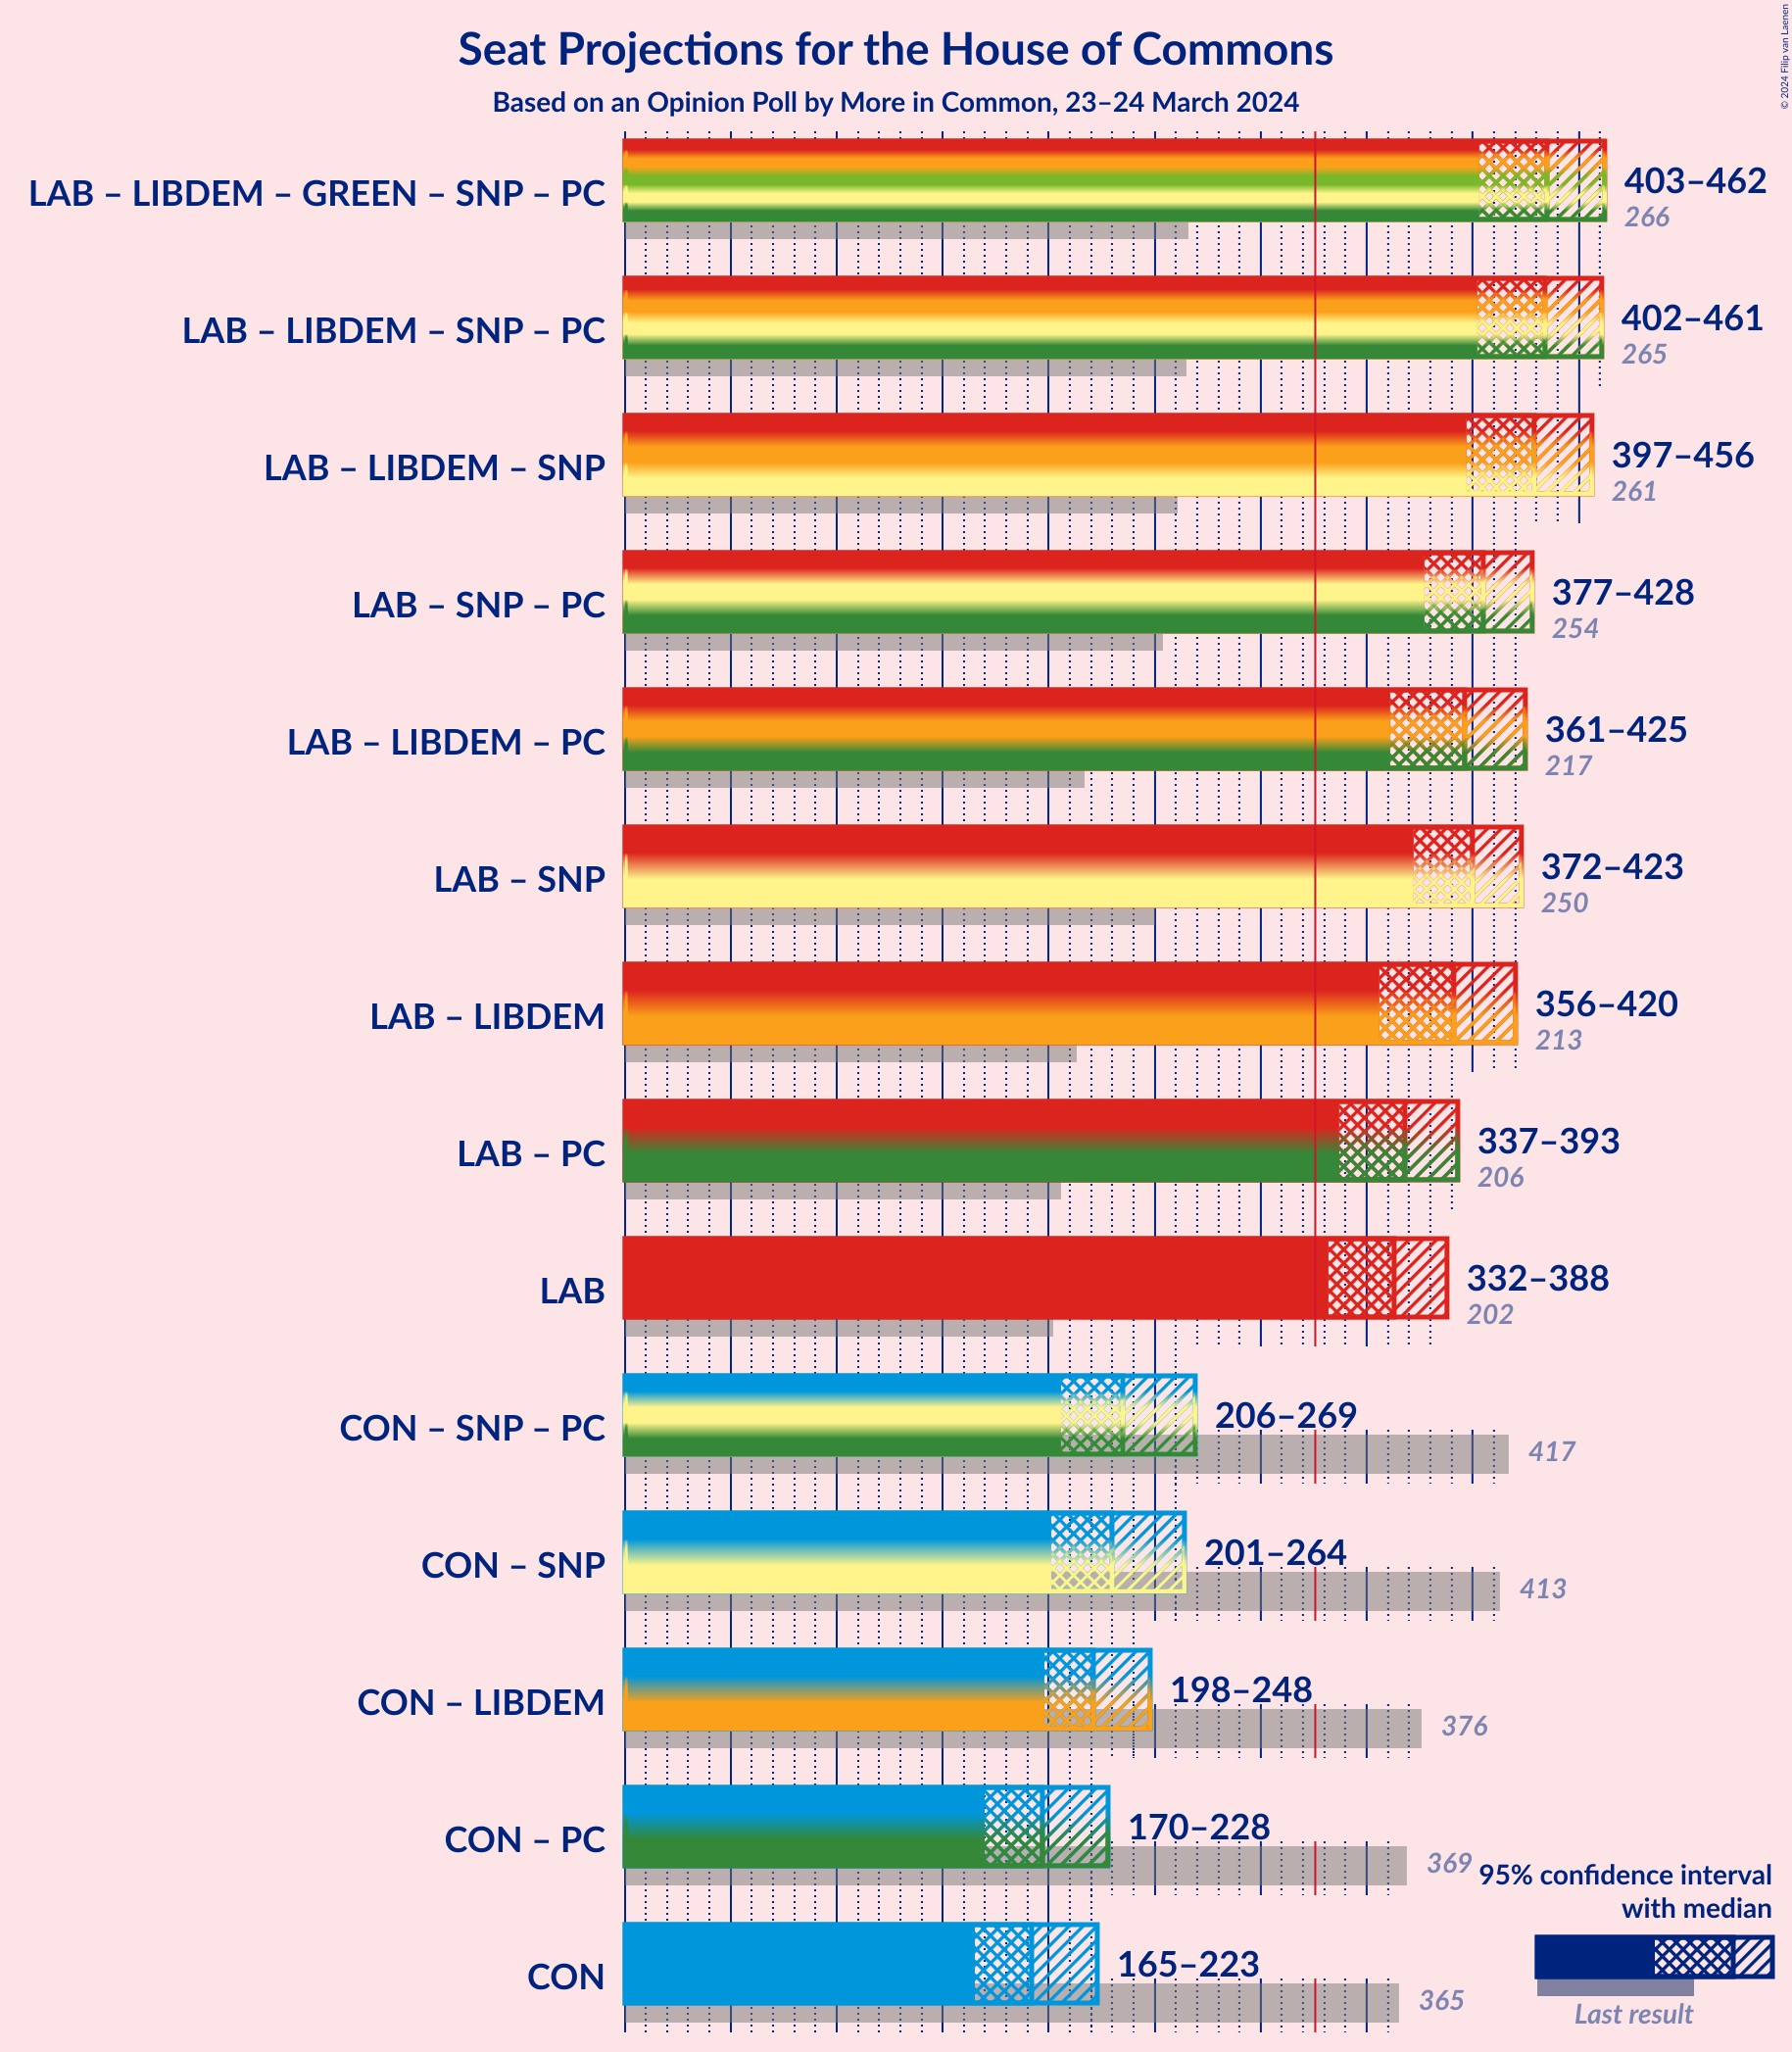 Seat Projections for the House of Commons
Based on an Opinion Poll by More in Common, 23–24 March 2024
© 2024 Filip van Laenen
LAB – LIBDEM – GREEN – SNP – PC
403–462
266
LAB – LIBDEM – SNP – PC
402–461
265
LAB – LIBDEM – SNP
397–456
261
LAB – SNP – PC
377–428
254
LAB – LIBDEM – PC
361–425
217
LAB – SNP
372–423
250
LAB – LIBDEM
356–420
213
LAB – PC
337–393
206
LAB
332–388
202
CON – SNP – PC
206–269
417
CON – SNP
201–264
413
CON – LIBDEM
198–248
376
CON – PC
170–228
369
CON
165–223
365
95% confidence interval
with median
Last result